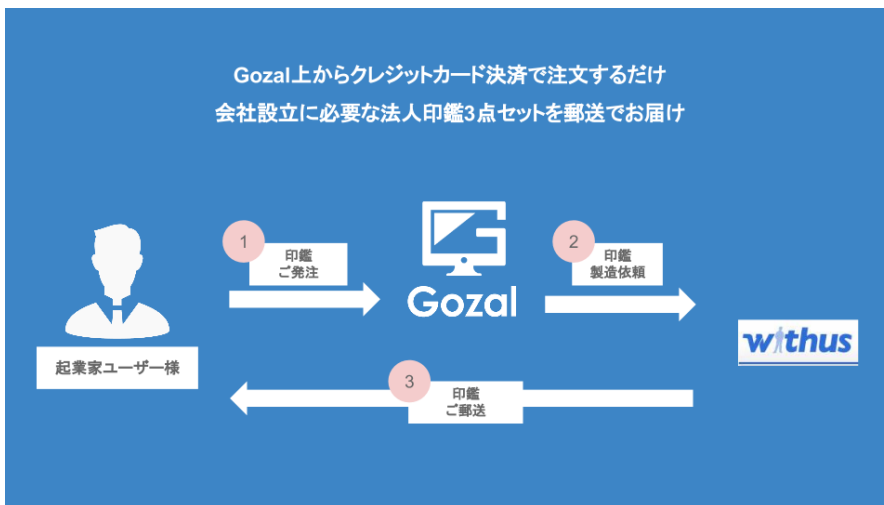 Gozal上からクレジットカード決済で注文するだけ
会社設立に必要な法人印鑑3点セットを郵送でお届け
1
印鑑
ご発注
Gozal
2
印鑑
製造依頼
起業家ユーザー様
withus
3
印鑑
ご郵送